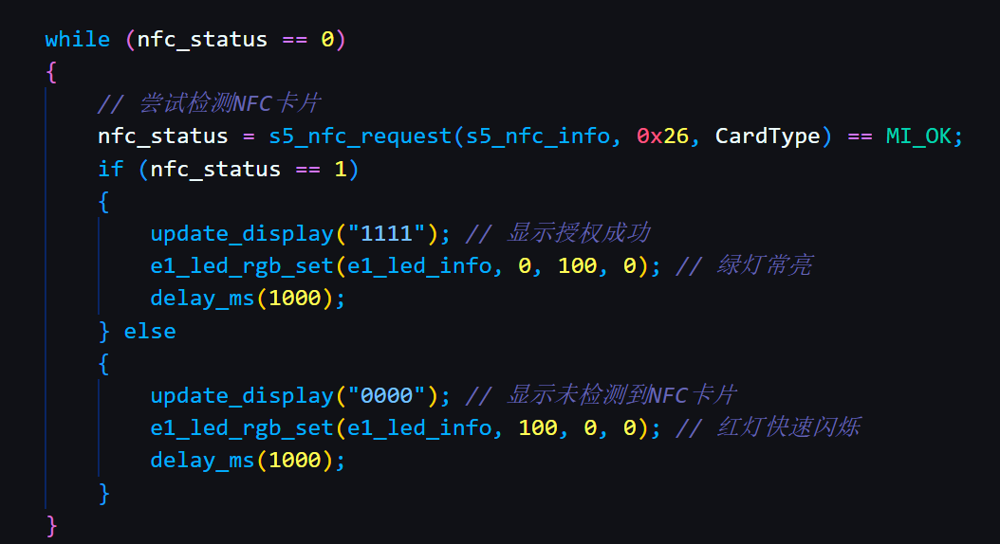 while (nfc_status == 0)
{
// 尝试检测NFC卡片
nfc_status = s5_nfc_request(s5_nfc_info, 0x26, CardType) == MI_OK;
if (nfc_status == 1)
{
update_display("1111"); // 显示授权成功
e1_led_rgb_set(e1_led_info, 0, 100, 0); // 绿灯常亮
delay_ms(1000);
} else
{
update_display("0000"); // 显示未检测到NFC卡片
e1_led_rgb_set(e1_led_info, 100, 0, 0); // 红灯快速闪烁
delay_ms(1000);
}
}